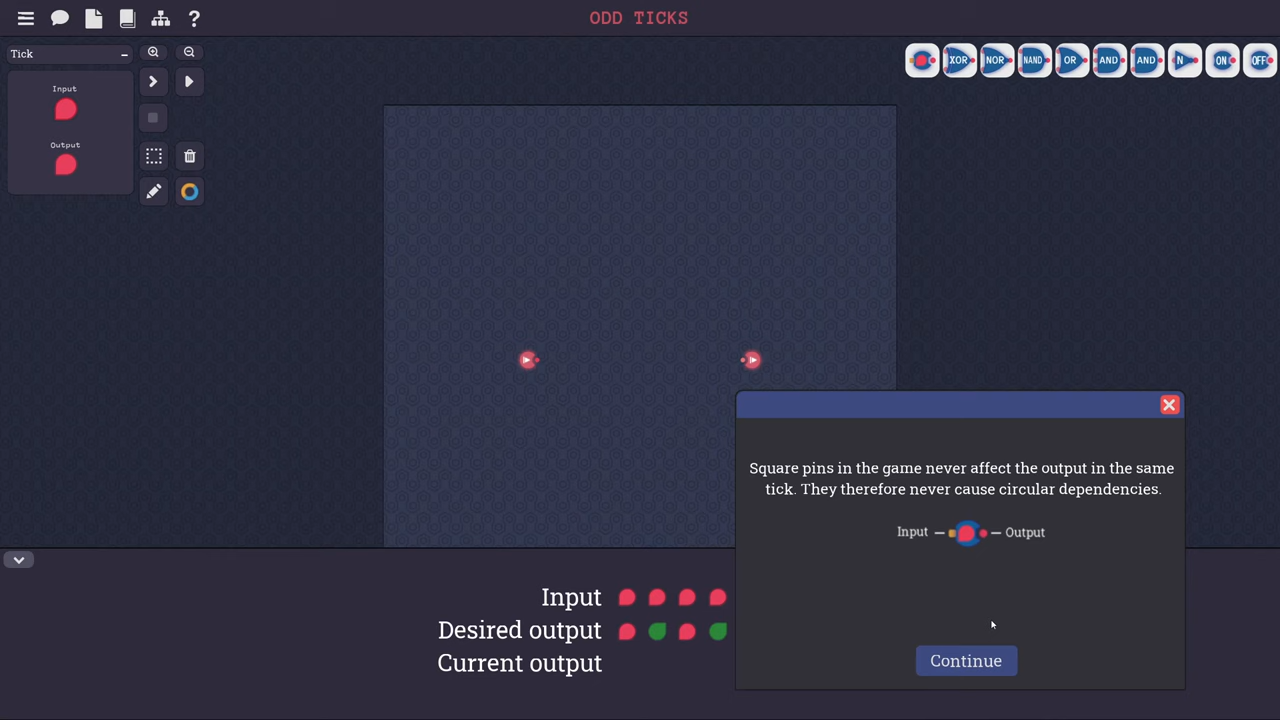 ODD TICKS
Tick
Input
Output
XOR
NOR
NAND
OR
AND
AND
N
ON
OFF
Square pins in the game never affect the output in the same
tick. They therefore never cause circular dependencies.
Input
Output
Continue
Input
Desired output
Current output